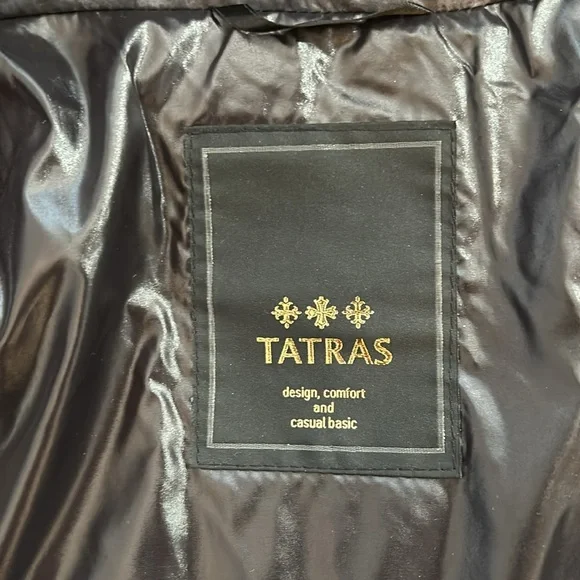 TATRAS
design, comfort
and
casual basic